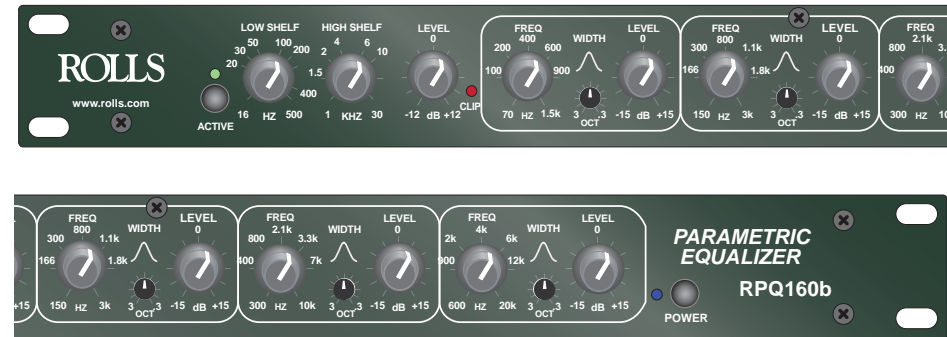 LOW SHELF HIGH SHELF LEVEL FREQ WIDTH LEVEL FREQ WIDTH LEVEL FREQ
50 100 2 4 6 0 400 0 800 0 2.1k
30 200 10 200 600 300 1.1k 800
20 1.5 100 900 166 1.8k 400
ROLLS
400
www.rolls.com
CLIP
16 HZ 500 1 KHZ 30 -12 dB +12 70 HZ 1.5k 3 .3 -15 dB +15 150 HZ 3k 3 .3 -15 dB +15 300 HZ
ACTIVE OCT OCT
FREQ WIDTH LEVEL FREQ WIDTH LEVEL FREQ WIDTH LEVEL
800 0 2.1k 0 4k 0
300 1.1k 800 3.3k 2k 6k
166 1.8k 400 7k 900 12k
PARAMETRIC
EQUALIZER
RPQ160b
+15 150 HZ 3k 3 .3 -15 dB +15 300 HZ 10k 3 .3 -15 dB +15 600 HZ 20k 3 .3 -15 dB +15
OCT OCT OCT
POWER